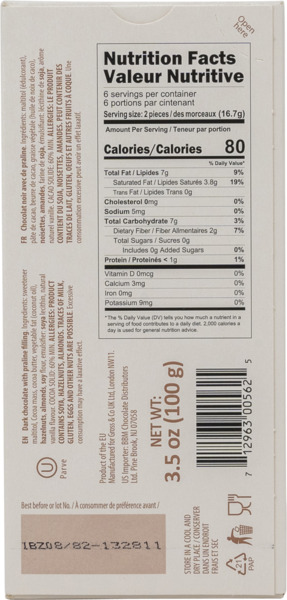 Open
here
Nutrition Facts
Valeur Nutritive
6 servings per container
6 portions par cintenant
Serving size: 2 pieces / des morceaux (16.7g)
Amount Per Serving / Teneur par portion
Calories/Calories 80
% Daily Value*
Total Fat / Lipides 7g 9%
Saturated Fat / Lipides Saturés 3.8g 19%
Trans Fat / Lipides Trans 0g
Cholesterol 0mg 0%
Sodium 5mg 0%
Total Carbohydrate 7g 3%
Dietary Fiber / Fiber Alimentaires 2g 7%
Total Sugars / Sucres 0g
Includes 0g Added Sugars 0%
Protein / Protéines < 1g 1%
Vitamin D 0mcg 0%
Calcium 3mg 0%
Iron 0mg 0%
Potassium 9mg 0%
* The % Daily Value (DV) tells you how much a nutrient in a
serving of food contributes to a daily diet. 2,000 calories a
day is used for general nutrition advice.
FR Chocolat noir avec de praline Ingredients: maltitol (édulcorant),
pâte de cacao, beurre de cacao, graisse végétale (huile de noix de coco),
noisettes, amandes, farine de soja, émulsifiant: lécithine de soja, arôme
naturel vanille. CACAO SOLIDE: 60% MIN. ALLERGIES: LE PRODUIT
CONTIENT DU SOJA, NOISETTES, AMANDES. PEUT CONTENIR DES
TRACES DE LAIT, GLUTEN, OEUFS ET AUTRES FRUITS À COQUE. Une
consommation excessive peut avoir un effet laxatif.
EN Dark chocolate with praline filling. Ingredients: sweetener
maltitol, Cocoa mass, cocoa butter, vegetable fat (coconut oil),
hazelnuts, almonds, soy flour, emulsifier: soya lecithin, natural
vanilla flavour. COCOA SOLID: 60% MIN. ALLERGIES: PRODUCT
CONTAINS SOYA, HAZELNUTS, ALMONDS. TRACES OF MILK,
GLUTEN, EGGS AND OTHER NUTS ARE POSSIBLE. Excessive
consumption may have a laxative effect.
U
Parve
Product of the EU
Manufactured for Gems & Co UK Ltd, London NW11.
US Importer: BRM Chocolate Distributors
Ltd. Pine Brook, NJ 07058
NET WT:
3.5 oz (100 g)
7 12963 00562 5
Best before or lot No. / A consommer de préférence avant /
IBZ08/82-132811
STORE IN A COOL AND
DRY PLACE / CONSERVER
DANS UN ENDROIT
FRAIS ET SEC
21
PAP